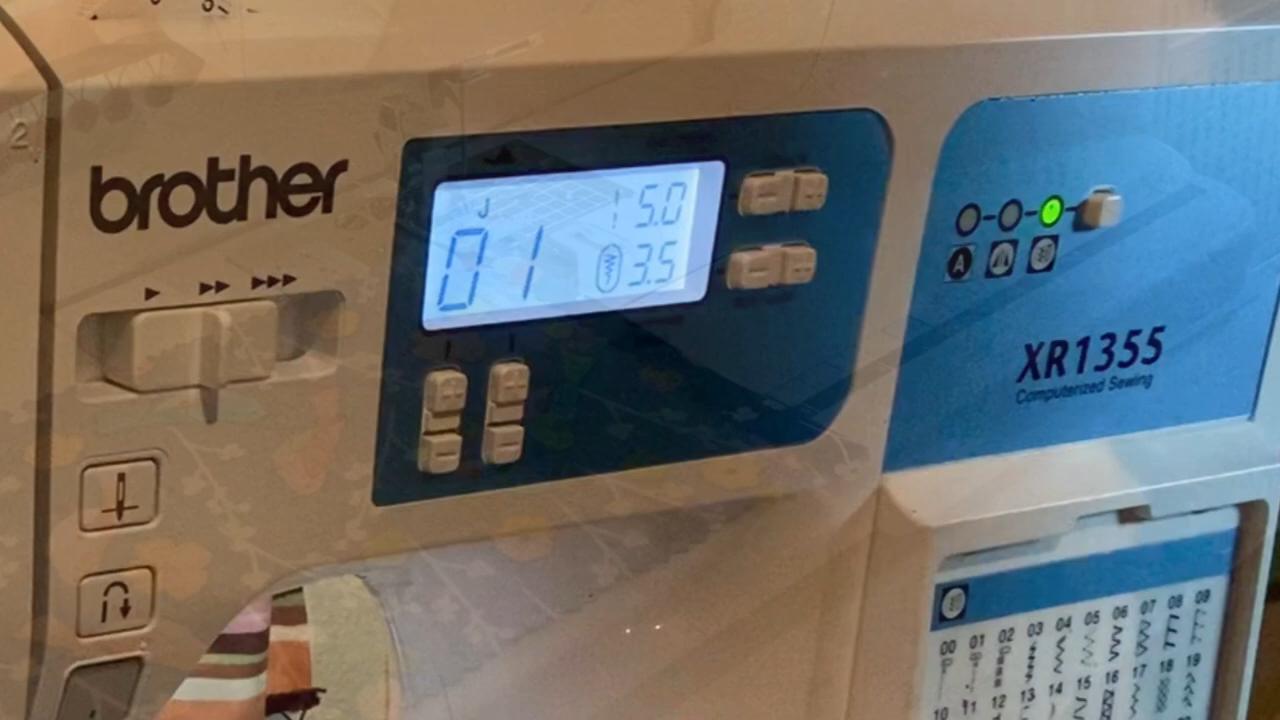 brother
J
5.0
01
3.5
A
XR1355
Computerized Sewing
00 01 02 03 04 05 06 07 08 09
10 11 12 13 14 15 16 17 18 19
2